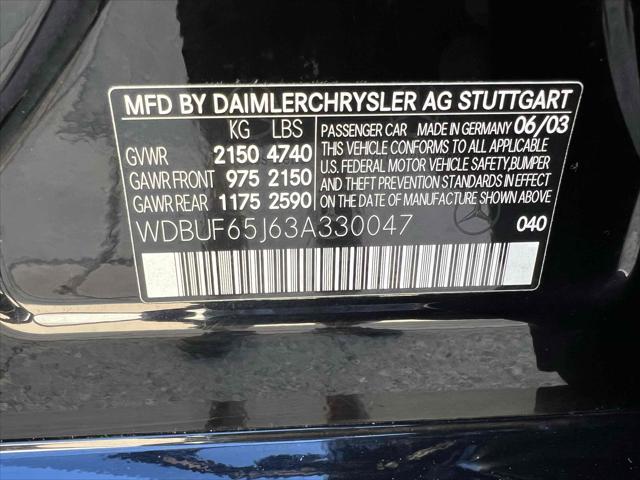 MFD BY DAIMLERCHRYSLER AG STUTTGART
KG LBS
GVWR 2150 4740
GAWR FRONT 975 2150
GAWR REAR 1175 2590
PASSENGER CAR MADE IN GERMANY 06/03
THIS VEHICLE CONFORMS TO ALL APPLICABLE
U.S. FEDERAL MOTOR VEHICLE SAFETY, BUMPER
AND THEFT PREVENTION STANDARDS IN EFFECT
ON DATE OF MANUFACTURE SHOWN ABOVE
WDBUF65J63A330047 040